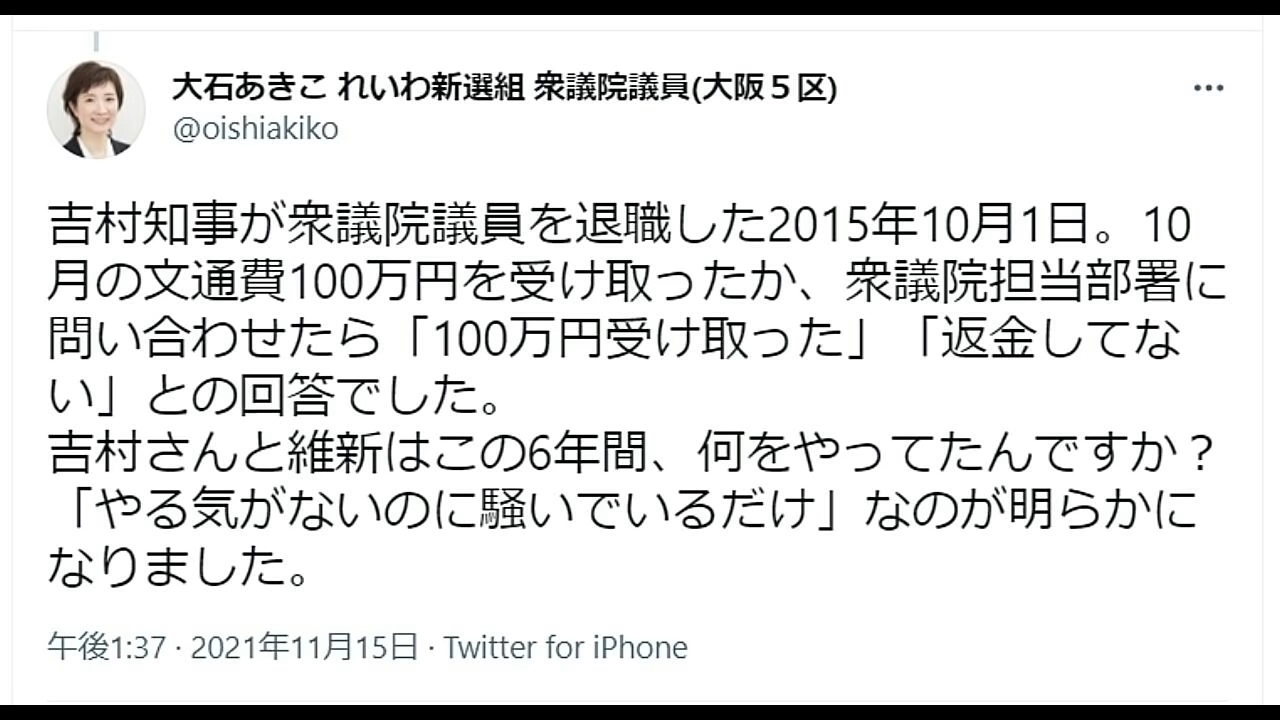 大石あきこ れいわ新選組 衆議院議員(大阪５区)
@oishiakiko
吉村知事が衆議院議員を退職した2015年10月1日。10
月の文通費100万円を受け取ったか、衆議院担当部署に
問い合わせたら「100万円受け取った」「返金してな
い」との回答でした。
吉村さんと維新はこの6年間、何をやってたんですか？
「やる気がないのに騒いでいるだけ」なのが明らかに
なりました。
午後1:37 · 2021年11月15日 · Twitter for iPhone